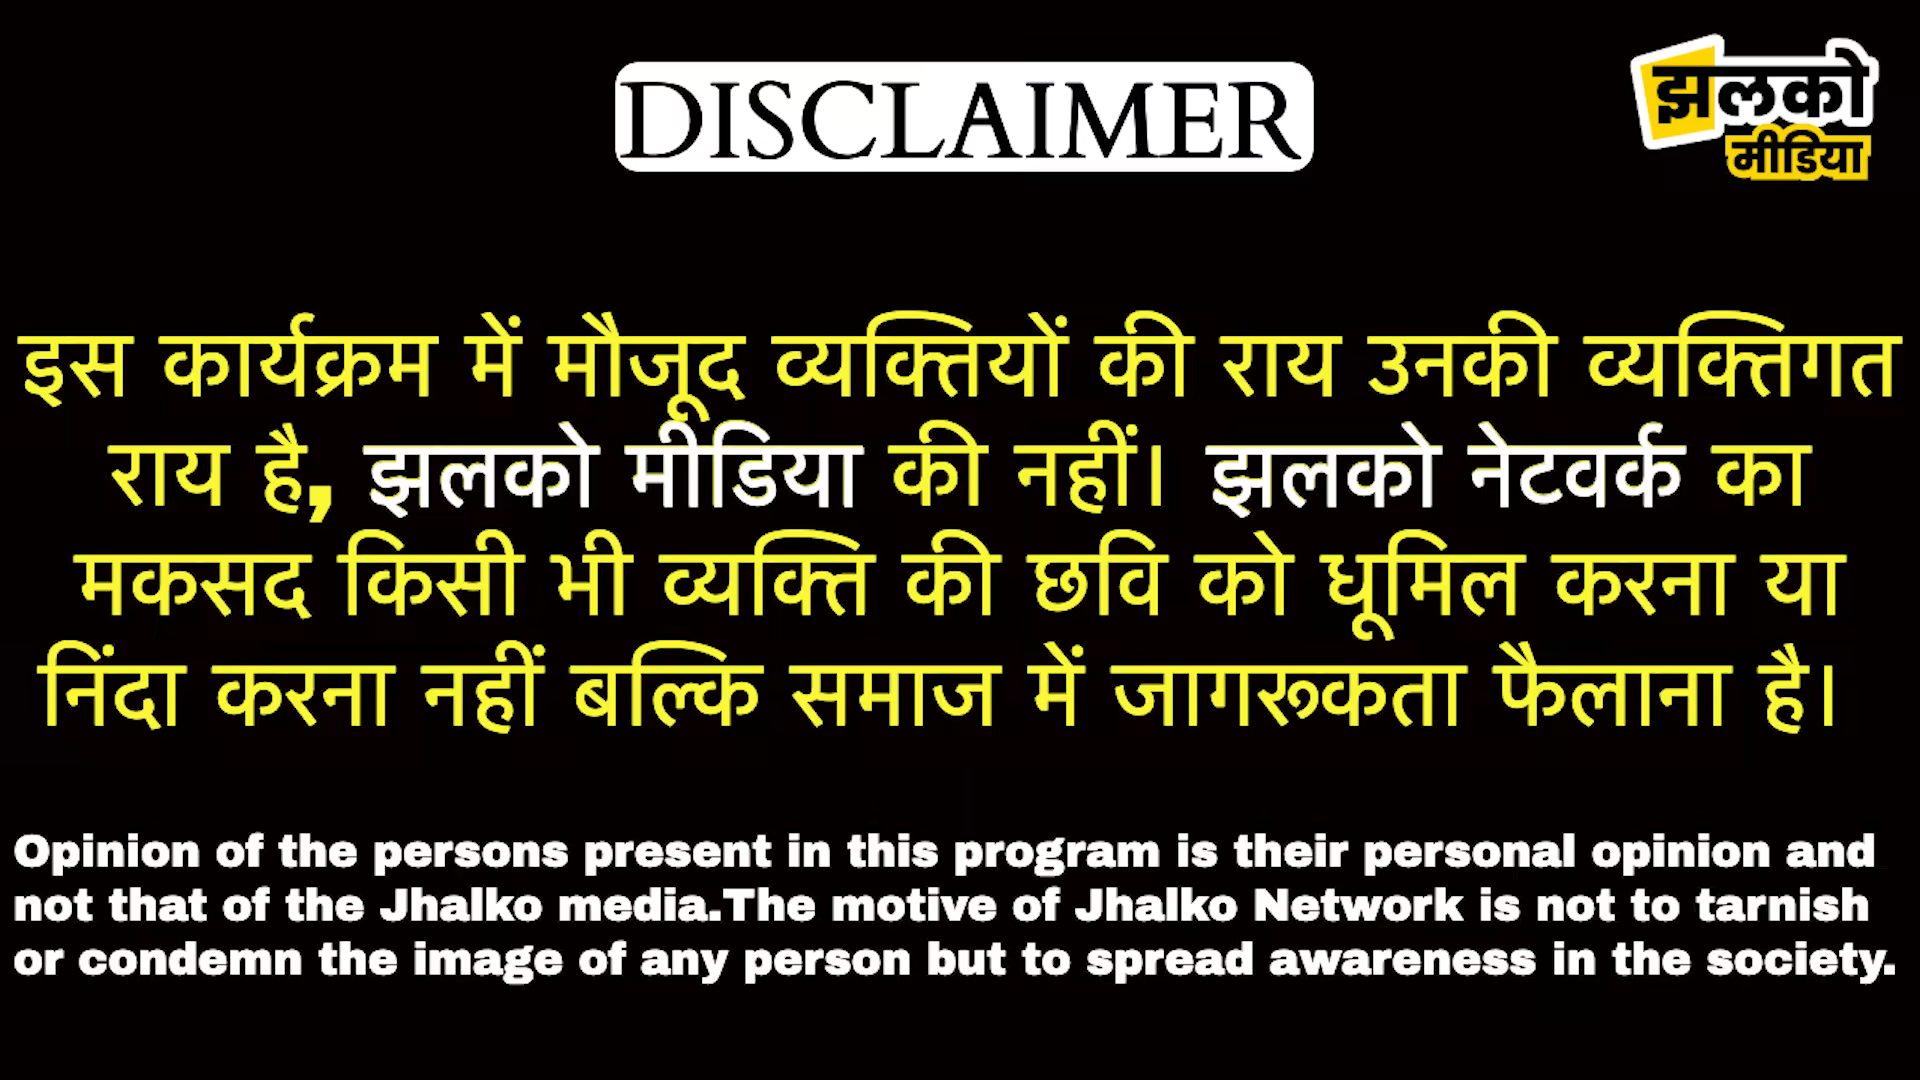 DISCLAIMER
झलको
मीडिया
इस कार्यक्रम में मौजूद व्यक्तियों की राय उनकी व्यक्तिगत
राय है, झलको मीडिया की नहीं। झलको नेटवर्क का
मकसद किसी भी व्यक्ति की छवि को धूमिल करना या
निंदा करना नहीं बल्कि समाज में जागरूकता फैलाना है।
Opinion of the persons present in this program is their personal opinion and
not that of the Jhalko media.The motive of Jhalko Network is not to tarnish
or condemn the image of any person but to spread awareness in the society.